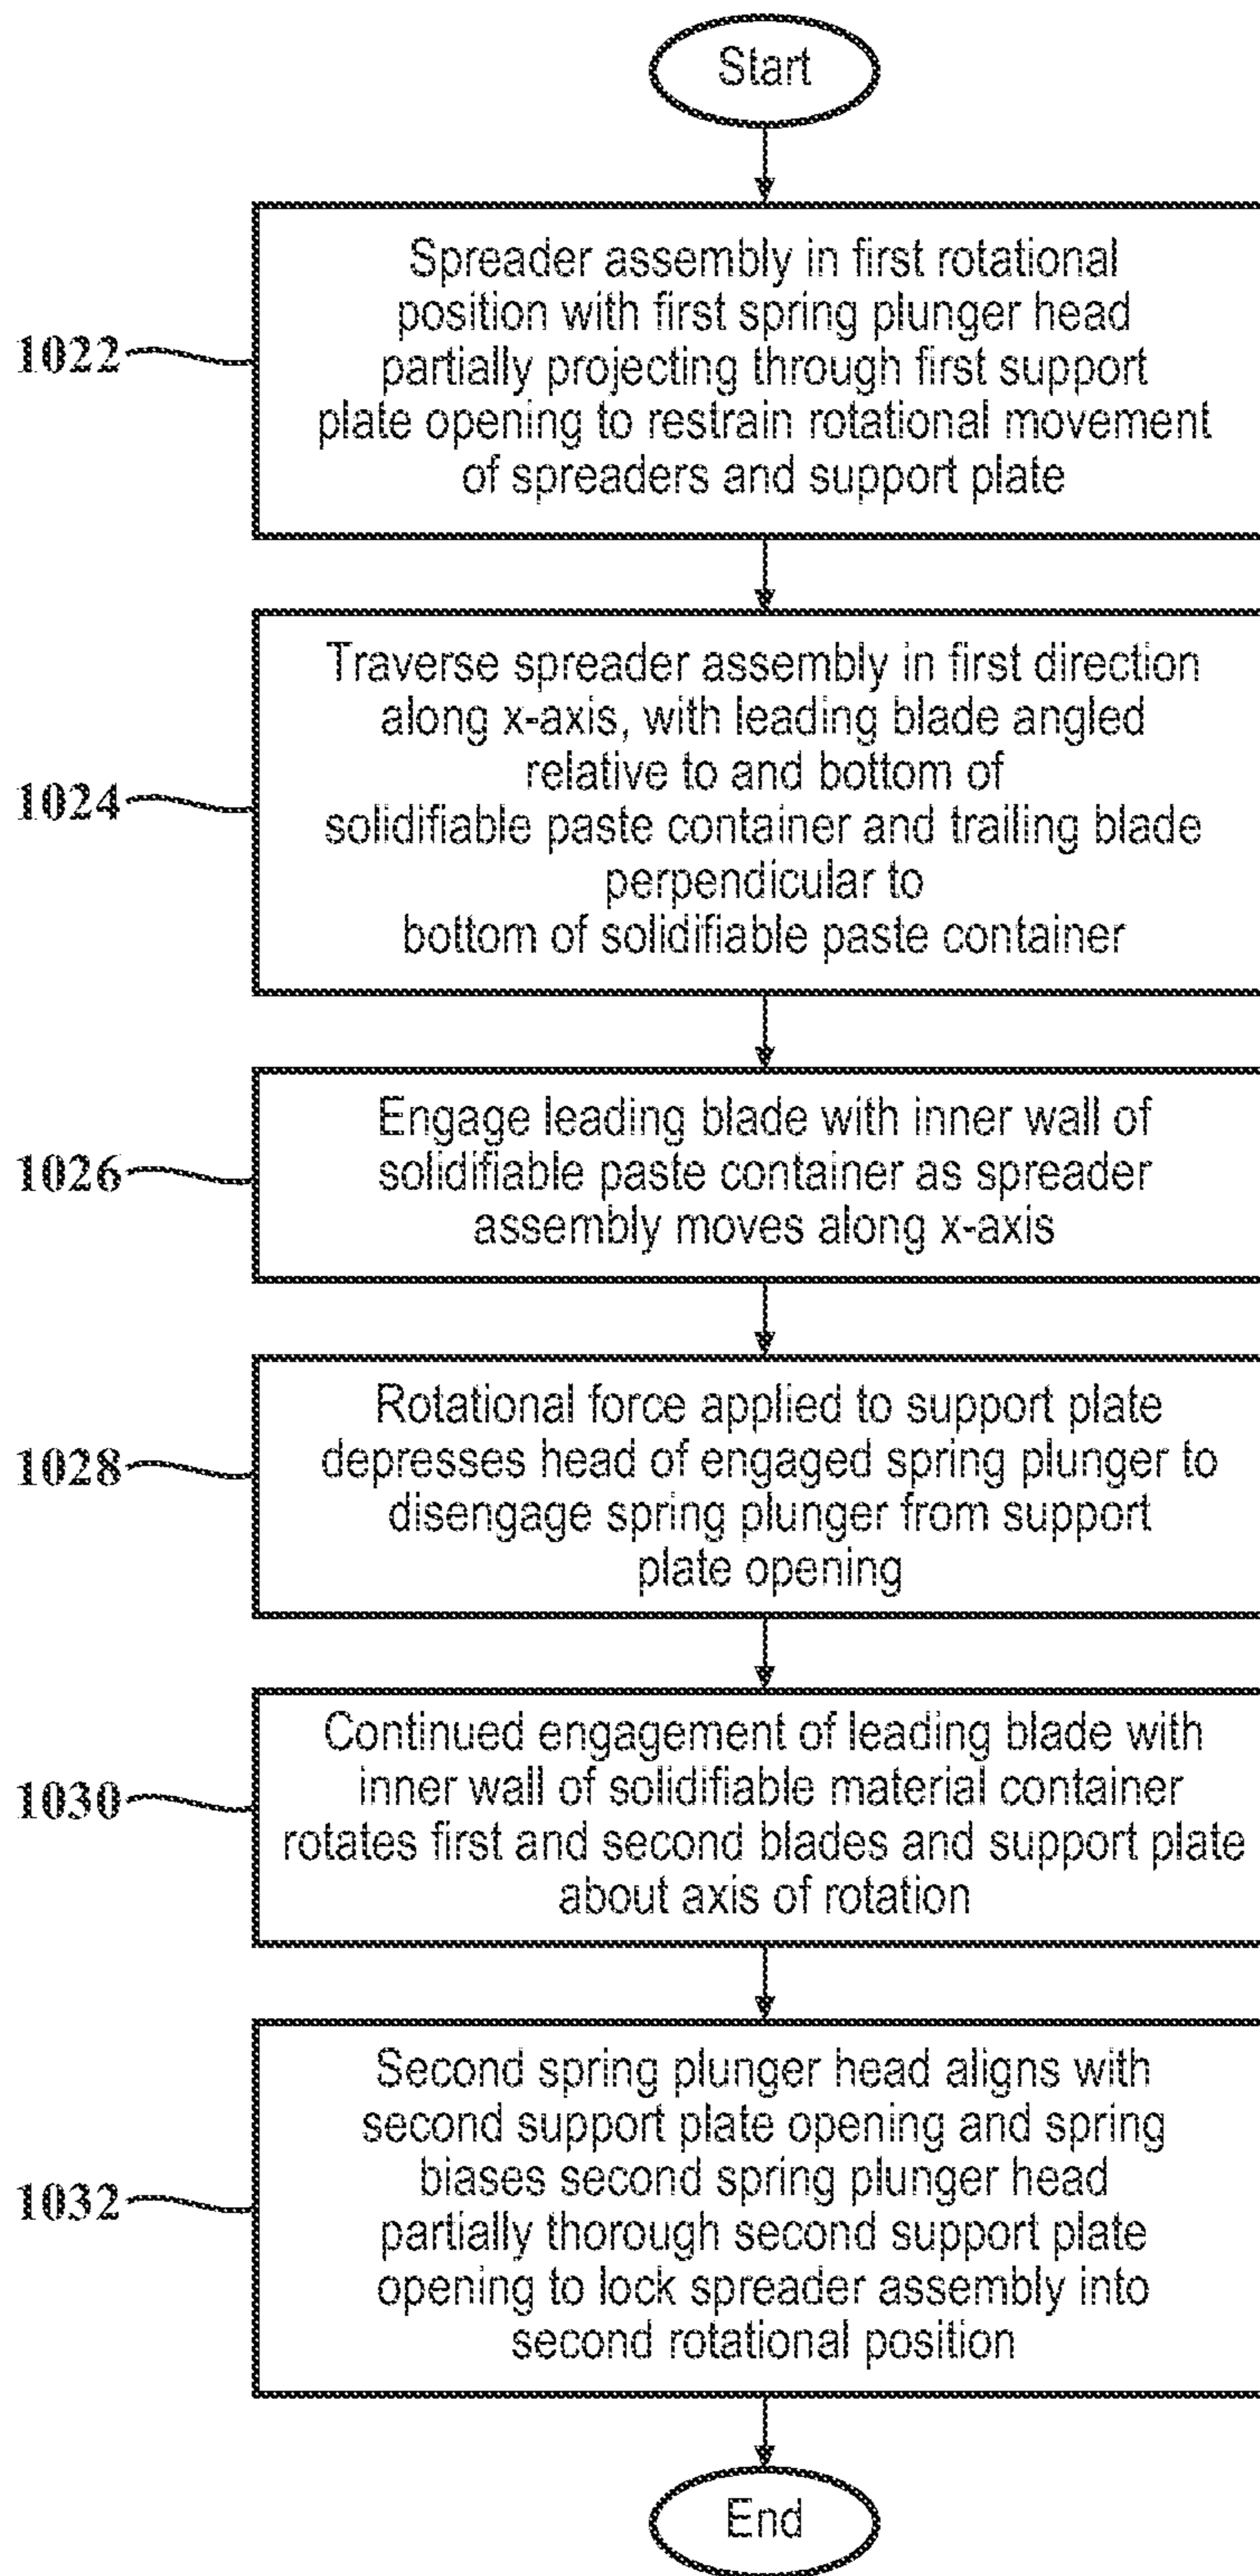 Start
1022
Spreader assembly in first rotational
position with first spring plunger head
partially projecting through first support
plate opening to restrain rotational movement
of spreaders and support plate
1024
Traverse spreader assembly in first direction
along x-axis, with leading blade angled
relative to and bottom of
solidifiable paste container and trailing blade
perpendicular to
bottom of solidifiable paste container
1026
Engage leading blade with inner wall of
solidifiable paste container as spreader
assembly moves along x-axis
1028
Rotational force applied to support plate
depresses head of engaged spring plunger to
disengage spring plunger from support
plate opening
1030
Continued engagement of leading blade with
inner wall of solidifiable material container
rotates first and second blades and support plate
about axis of rotation
1032
Second spring plunger head aligns with
second support plate opening and spring
biases second spring plunger head
partially thorough second support plate
opening to lock spreader assembly into
second rotational position
End